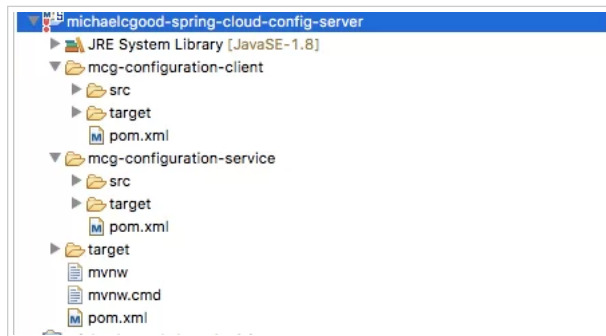 michaelcgood-spring-cloud-config-server
JRE System Library [JavaSE-1.8]
mcg-configuration-client
src
target
pom.xml
mcg-configuration-service
src
target
pom.xml
target
mvnw
mvnw.cmd
pom.xml